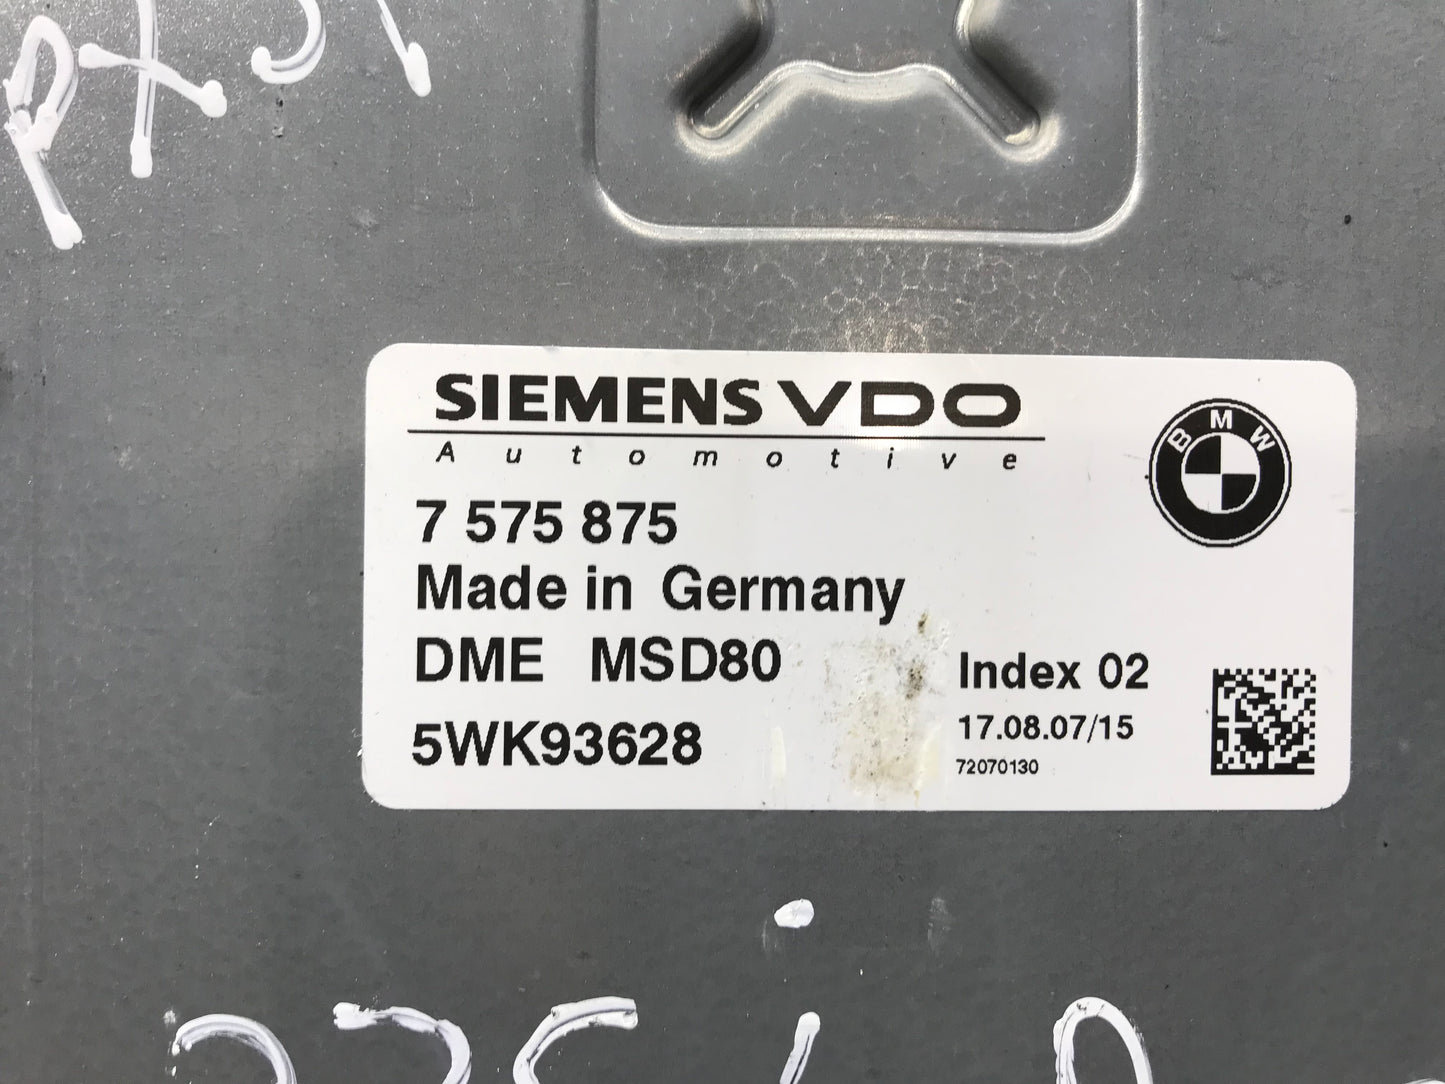 SIEMENS VDO
Automotive
BMW
7 575 875
Made in Germany
DME MSD80
Index 02
5WK93628
17.08.07/15
72070130